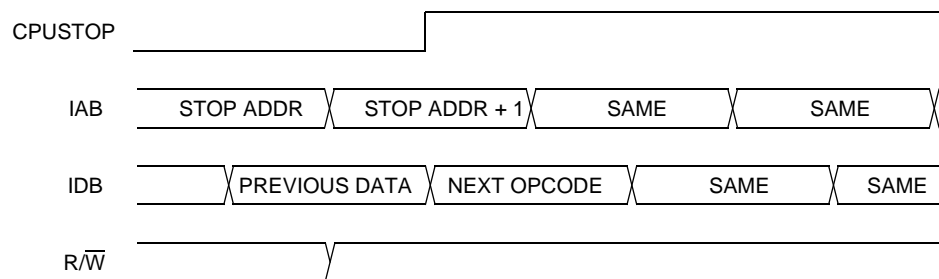 CPUSTOP
IAB STOP ADDR STOP ADDR + 1 SAME SAME
IDB PREVIOUS DATA NEXT OPCODE SAME SAME
R/W̅